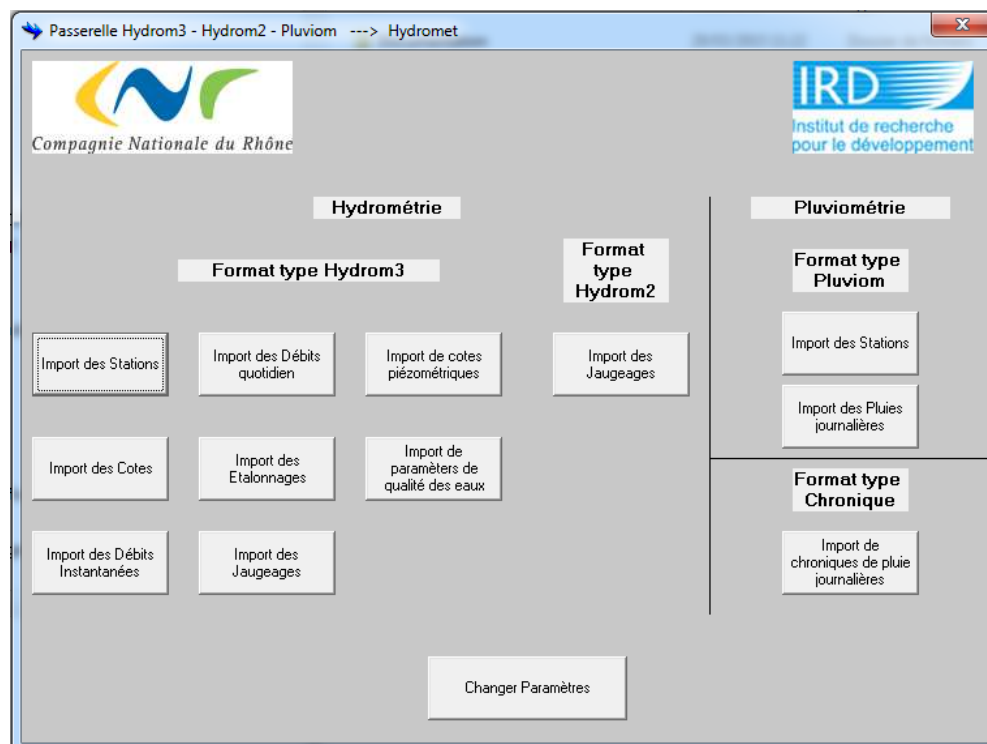 Passerelle Hydrom3 - Hydrom2 - Pluviom ---> Hydromet
CNR
Compagnie Nationale du Rhône
IRD
Institut de recherche
pour le développement
Hydrométrie
Format type Hydrom3
Format
type
Hydrom2
Import des Stations
Import des Débits
quotidien
Import de cotes
piézométriques
Import des
Jaugeages
Import des Cotes
Import des
Etalonnages
Import de
paramèters de
qualité des eaux
Import des Débits
Instantanées
Import des
Jaugeages
Pluviométrie
Format type
Pluviom
Import des Stations
Import des Pluies
journalières
Format type
Chronique
Import de
chroniques de pluie
journalières
Changer Paramètres